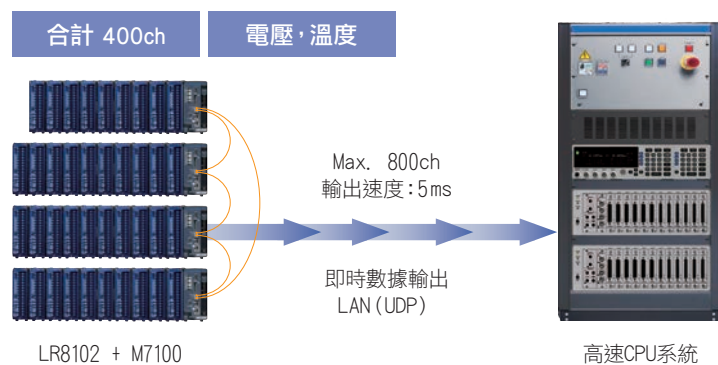 合計 400ch
電壓，溫度
Max. 800ch
輸出速度：5ms
即時數據輸出
LAN(UDP)
LR8102 + M7100
高速CPU系統